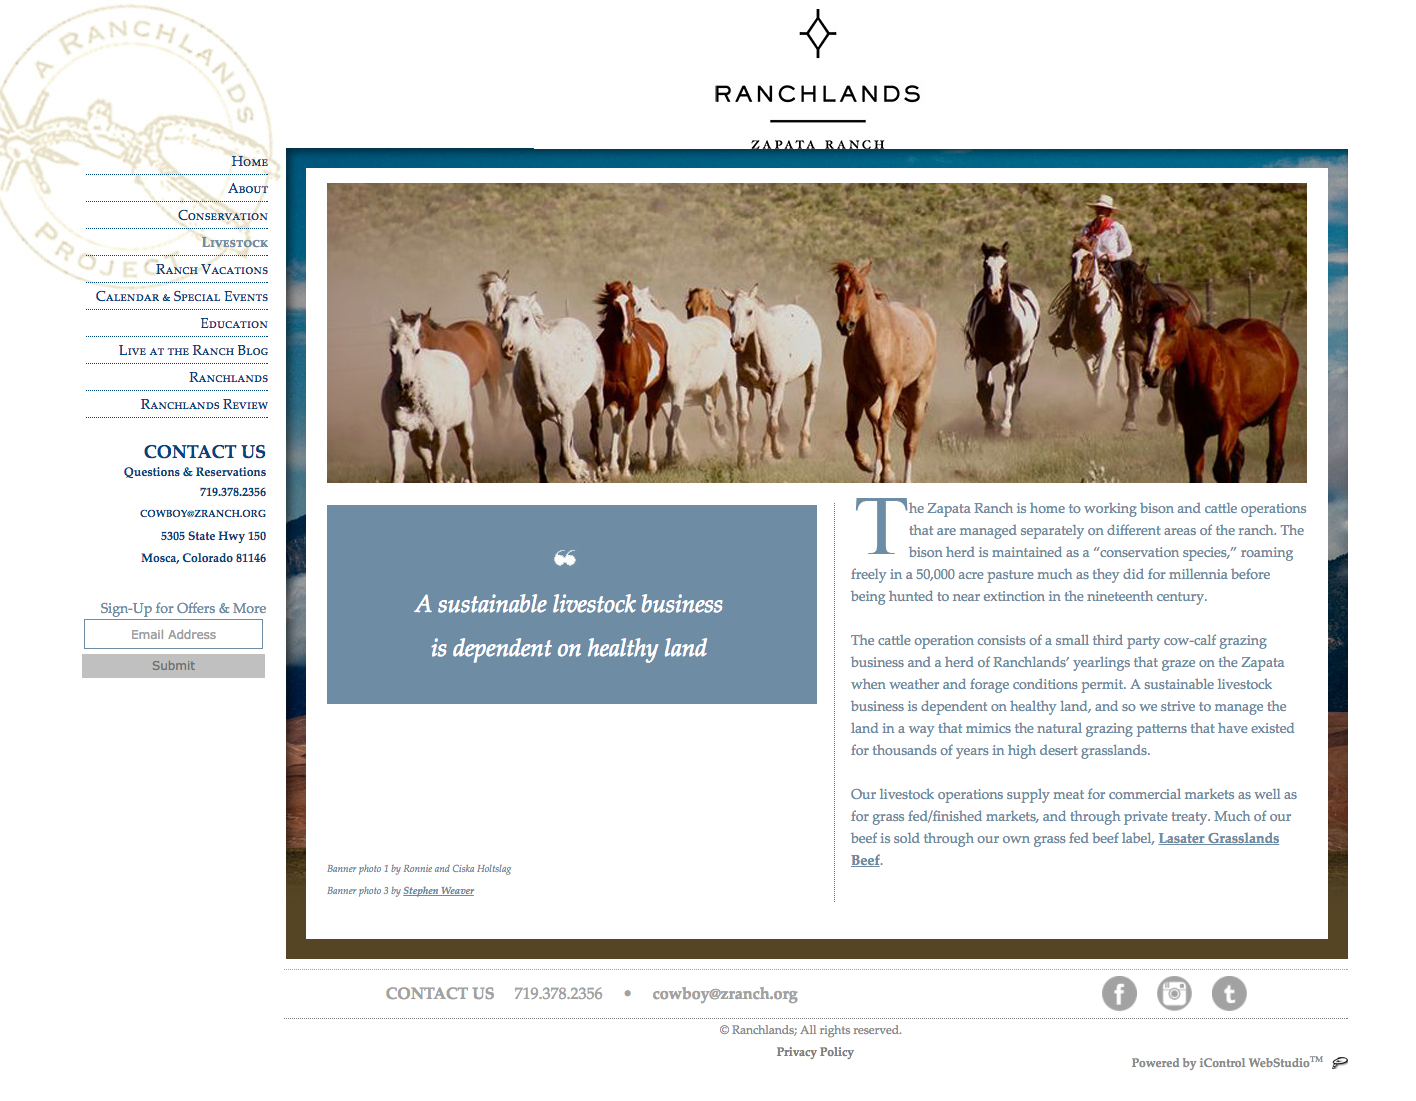 A RANCHLANDS
PROJECT
RANCHLANDS
ZAPATA RANCH
Home
About
Conservation
Livestock
Ranch Vacations
Calendar & Special Events
Education
Live at the Ranch Blog
Ranchlands
Ranchlands Review
CONTACT US
Questions & Reservations
719.378.2356
COWBOY@ZRANCH.ORG
5305 State Hwy 150
Mosca, Colorado 81146
Sign-Up for Offers & More
Email Address
Submit
❝
A sustainable livestock business
is dependent on healthy land
Banner photo 1 by Ronnie and Ciska Holtslag
Banner photo 3 by Stephen Weaver
The Zapata Ranch is home to working bison and cattle operations
that are managed separately on different areas of the ranch. The
bison herd is maintained as a “conservation species,” roaming
freely in a 50,000 acre pasture much as they did for millennia before
being hunted to near extinction in the nineteenth century.
The cattle operation consists of a small third party cow-calf grazing
business and a herd of Ranchlands’ yearlings that graze on the Zapata
when weather and forage conditions permit. A sustainable livestock
business is dependent on healthy land, and so we strive to manage the
land in a way that mimics the natural grazing patterns that have existed
for thousands of years in high desert grasslands.
Our livestock operations supply meat for commercial markets as well as
for grass fed/finished markets, and through private treaty. Much of our
beef is sold through our own grass fed beef label, Lasater Grasslands
Beef.
CONTACT US 719.378.2356 • cowboy@zranch.org
© Ranchlands; All rights reserved.
Privacy Policy
Powered by iControl WebStudio™